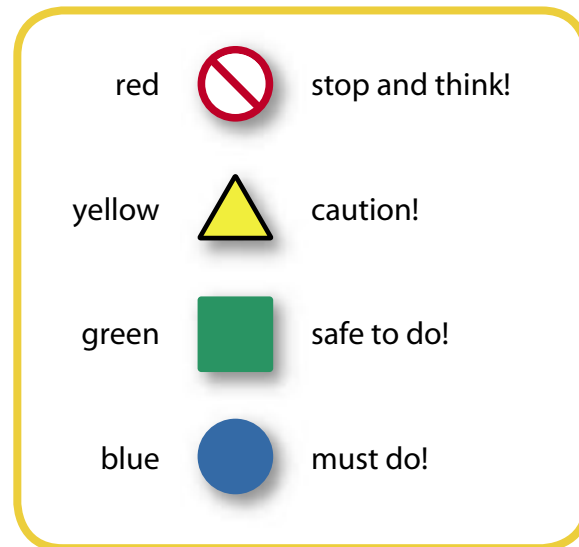 red stop and think!
yellow caution!
green safe to do!
blue must do!